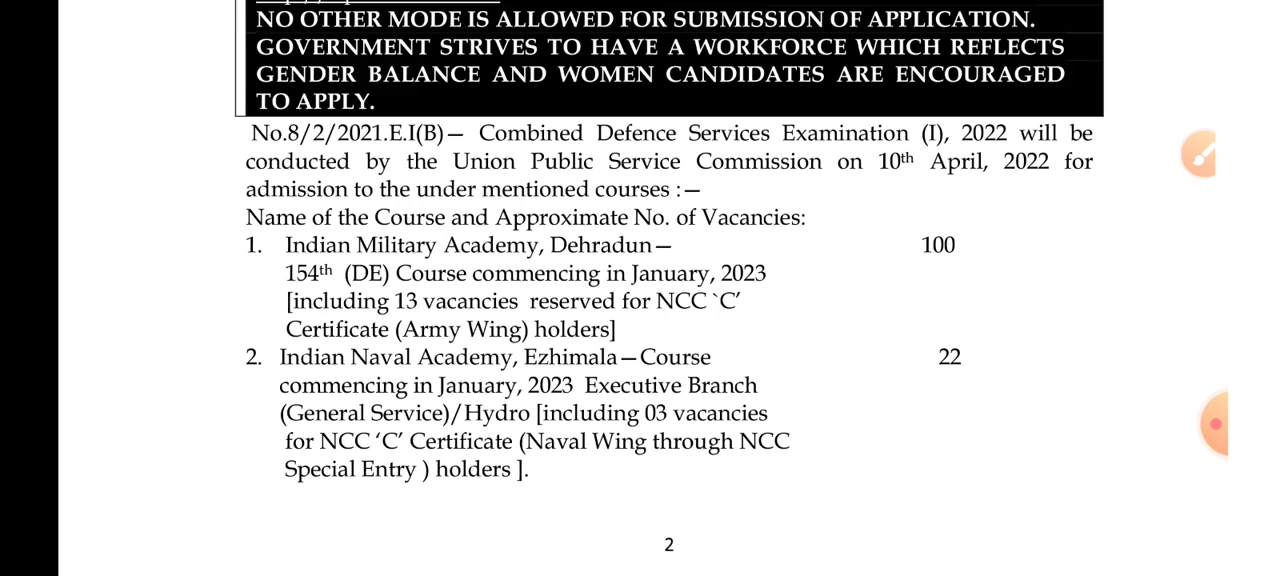 NO OTHER MODE IS ALLOWED FOR SUBMISSION OF APPLICATION.
GOVERNMENT STRIVES TO HAVE A WORKFORCE WHICH REFLECTS
GENDER BALANCE AND WOMEN CANDIDATES ARE ENCOURAGED
TO APPLY.
No.8/2/2021.E.I(B)— Combined Defence Services Examination (I), 2022 will be
conducted by the Union Public Service Commission on 10th April, 2022 for
admission to the under mentioned courses :—
Name of the Course and Approximate No. of Vacancies:
1. Indian Military Academy, Dehradun— 100
154th (DE) Course commencing in January, 2023
[including 13 vacancies reserved for NCC `C’
Certificate (Army Wing) holders]
2. Indian Naval Academy, Ezhimala—Course 22
commencing in January, 2023 Executive Branch
(General Service)/Hydro [including 03 vacancies
for NCC ‘C’ Certificate (Naval Wing through NCC
Special Entry ) holders ].
2